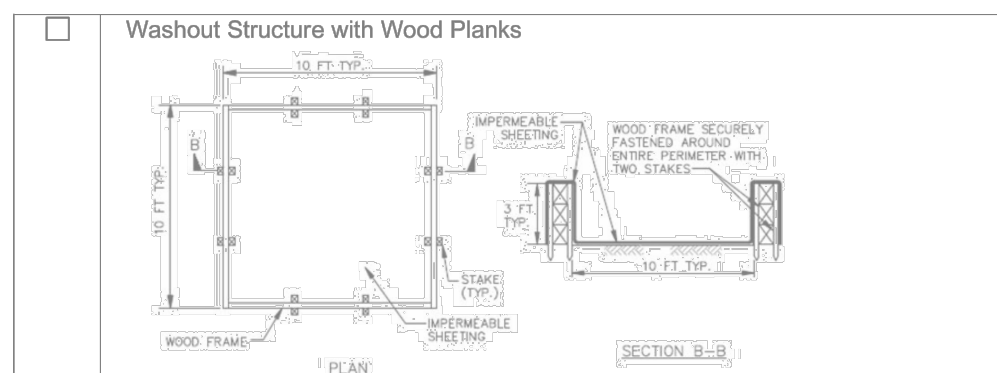 Washout Structure with Wood Planks
10 FT TYP.
B
B
10 FT TYP.
STAKE
(TYP.)
IMPERMEABLE
SHEETING
WOOD FRAME
PLAN
IMPERMEABLE
SHEETING
WOOD FRAME SECURELY
FASTENED AROUND
ENTIRE PERIMETER WITH
TWO STAKES
3 FT.
TYP.
10 FT TYP.
SECTION B-B